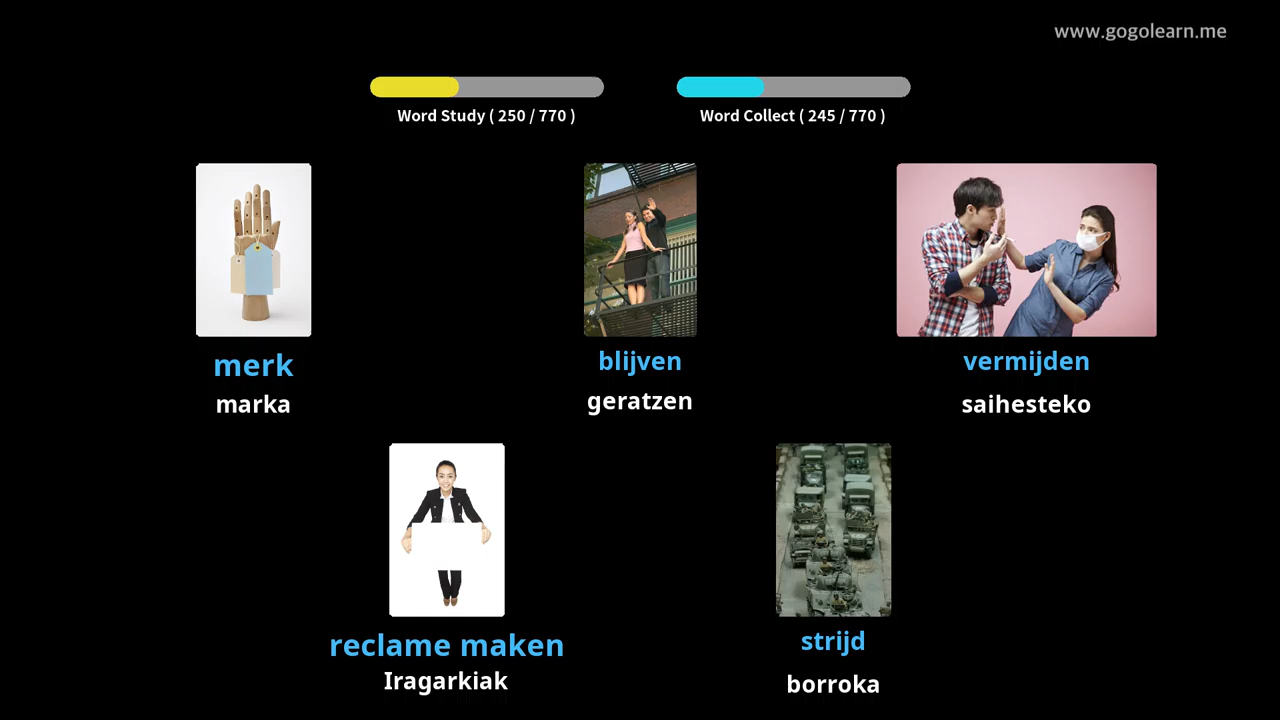 www.gogolearn.me
Word Study ( 250 / 770 )
Word Collect ( 245 / 770 )
merk
marka
blijven
geratzen
vermijden
saihesteko
reclame maken
Iragarkiak
strijd
borroka